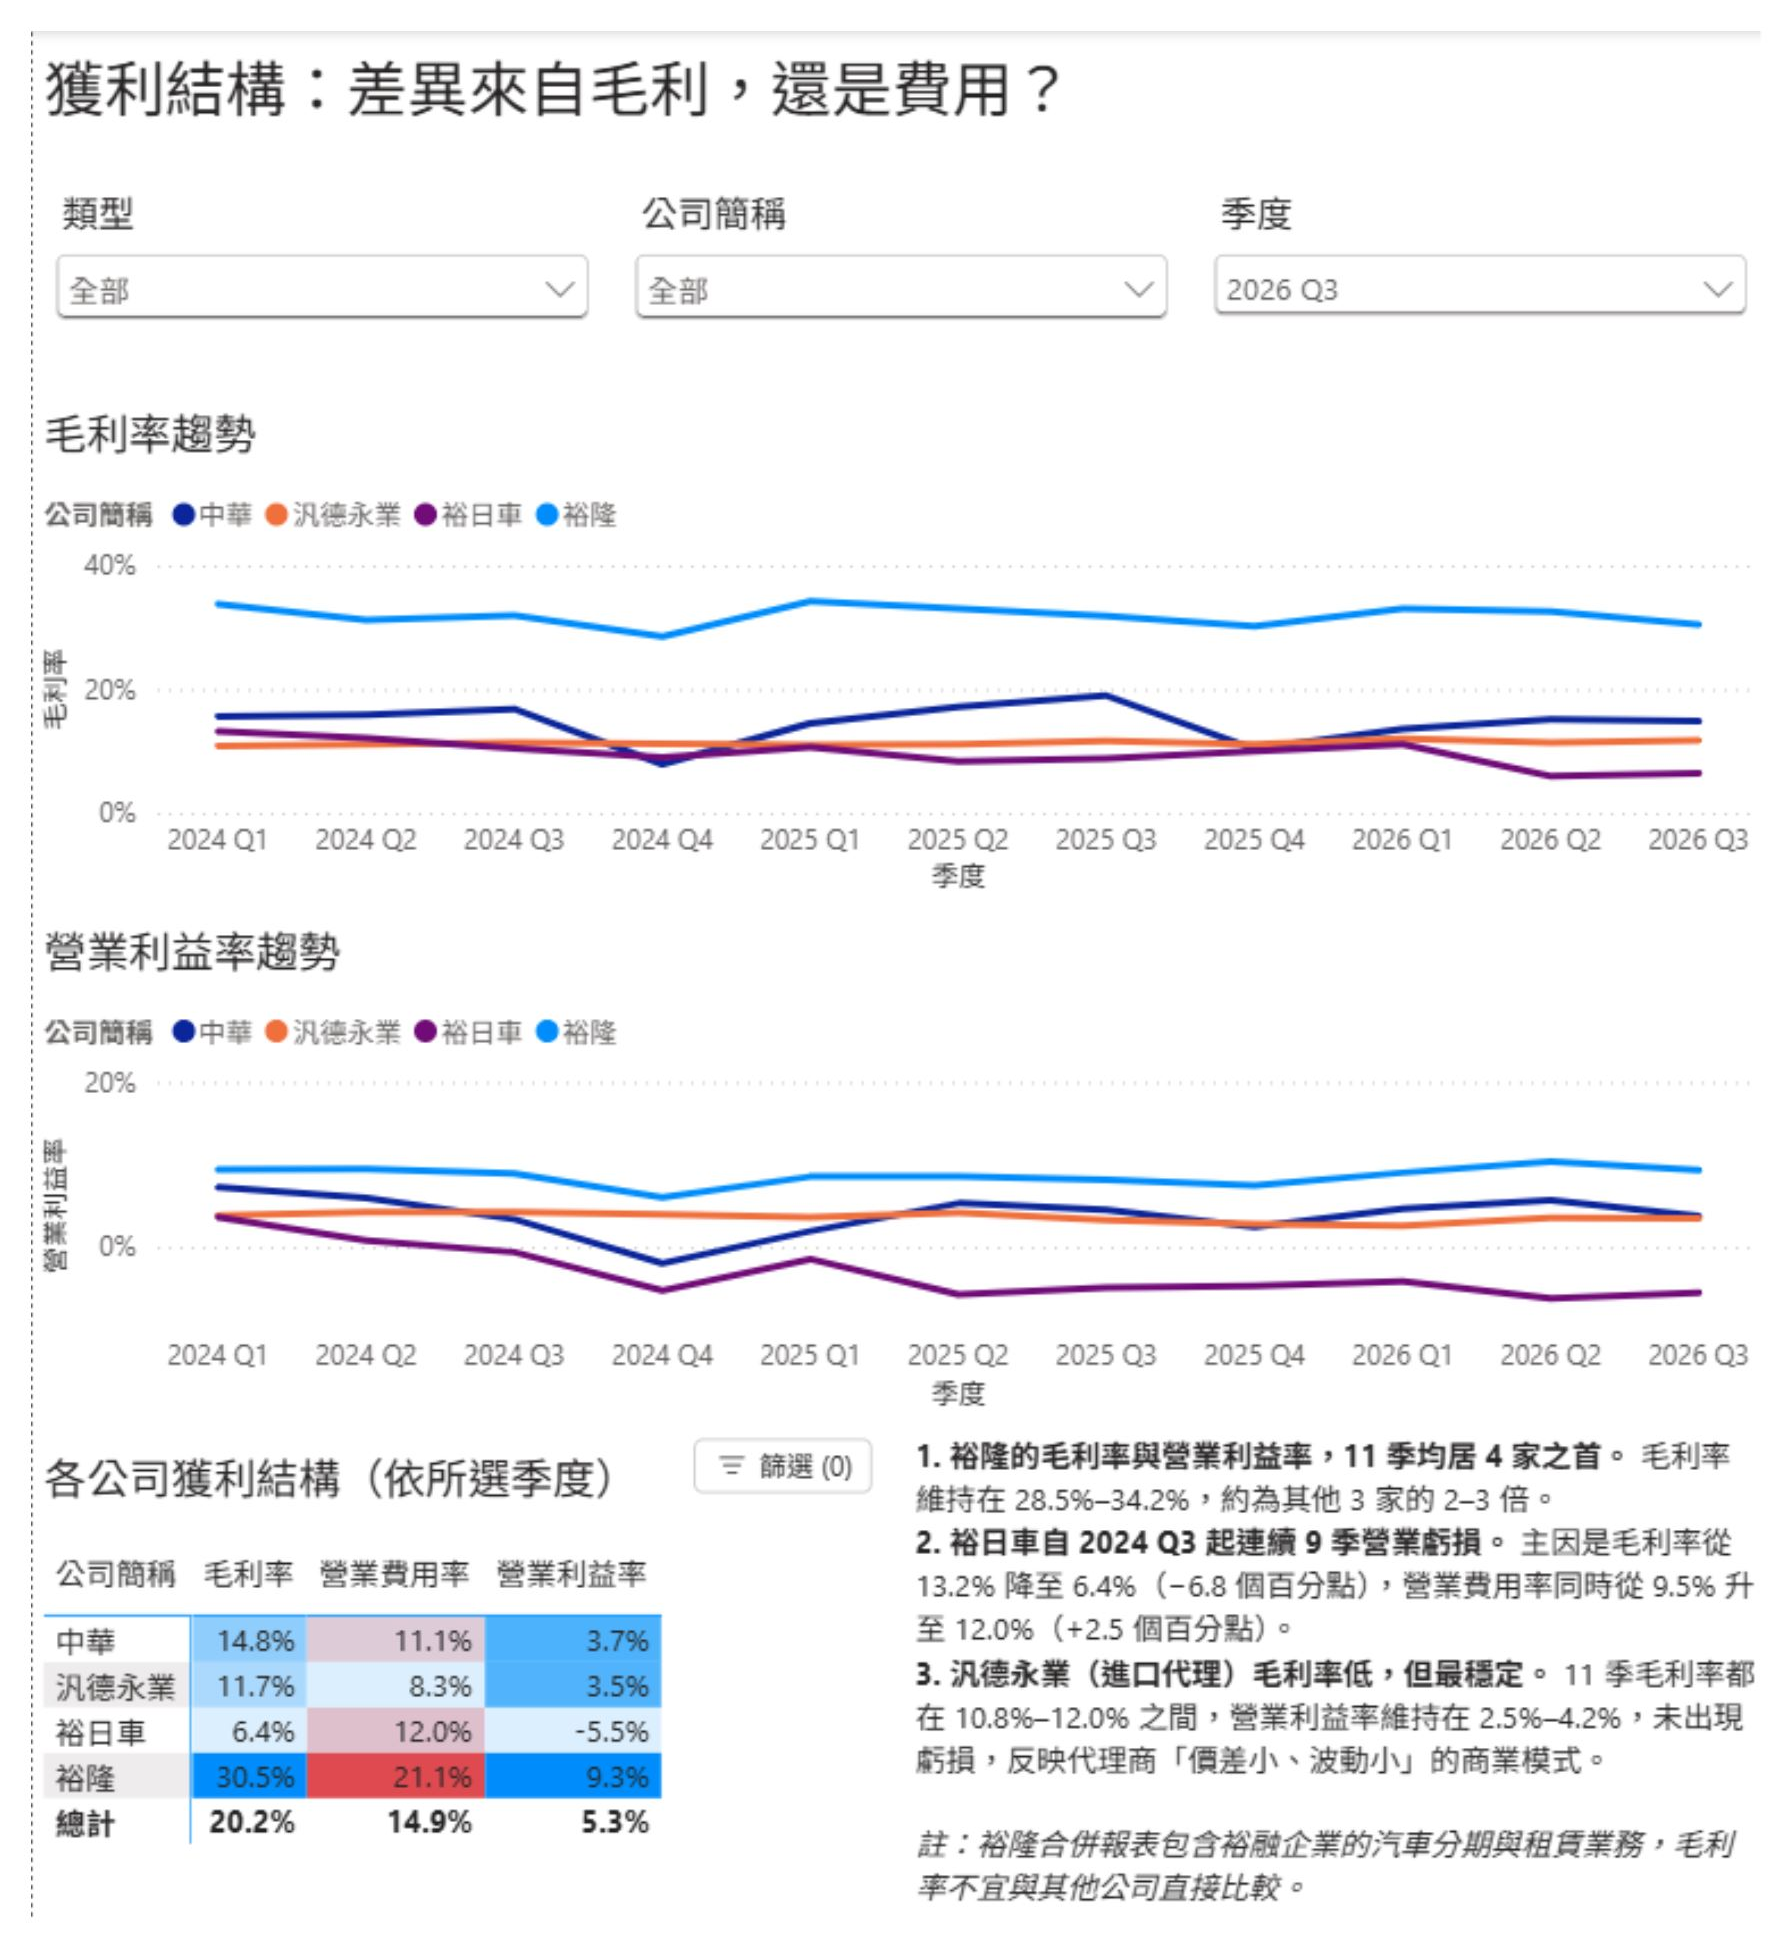 獲利結構：差異來自毛利，還是費用？
類型
公司簡稱
季度
全部
全部
2026 Q3
毛利率趨勢
公司簡稱 中華 汎德永業 裕日車 裕隆
40%
20%
0%
毛利率
2024 Q1 2024 Q2 2024 Q3 2024 Q4 2025 Q1 2025 Q2 2025 Q3 2025 Q4 2026 Q1 2026 Q2 2026 Q3
季度
營業利益率趨勢
公司簡稱 中華 汎德永業 裕日車 裕隆
20%
0%
營業利益率
2024 Q1 2024 Q2 2024 Q3 2024 Q4 2025 Q1 2025 Q2 2025 Q3 2025 Q4 2026 Q1 2026 Q2 2026 Q3
季度
各公司獲利結構（依所選季度）
篩選 (0)
公司簡稱 毛利率 營業費用率 營業利益率
中華 14.8% 11.1% 3.7%
汎德永業 11.7% 8.3% 3.5%
裕日車 6.4% 12.0% -5.5%
裕隆 30.5% 21.1% 9.3%
總計 20.2% 14.9% 5.3%
1. 裕隆的毛利率與營業利益率，11 季均居 4 家之首。 毛利率
維持在 28.5%–34.2%，約為其他 3 家的 2–3 倍。
2. 裕日車自 2024 Q3 起連續 9 季營業虧損。 主因是毛利率從
13.2% 降至 6.4%（−6.8 個百分點），營業費用率同時從 9.5% 升
至 12.0%（+2.5 個百分點）。
3. 汎德永業（進口代理）毛利率低，但最穩定。 11 季毛利率都
在 10.8%–12.0% 之間，營業利益率維持在 2.5%–4.2%，未出現
虧損，反映代理商「價差小、波動小」的商業模式。
註：裕隆合併報表包含裕融企業的汽車分期與租賃業務，毛利
率不宜與其他公司直接比較。